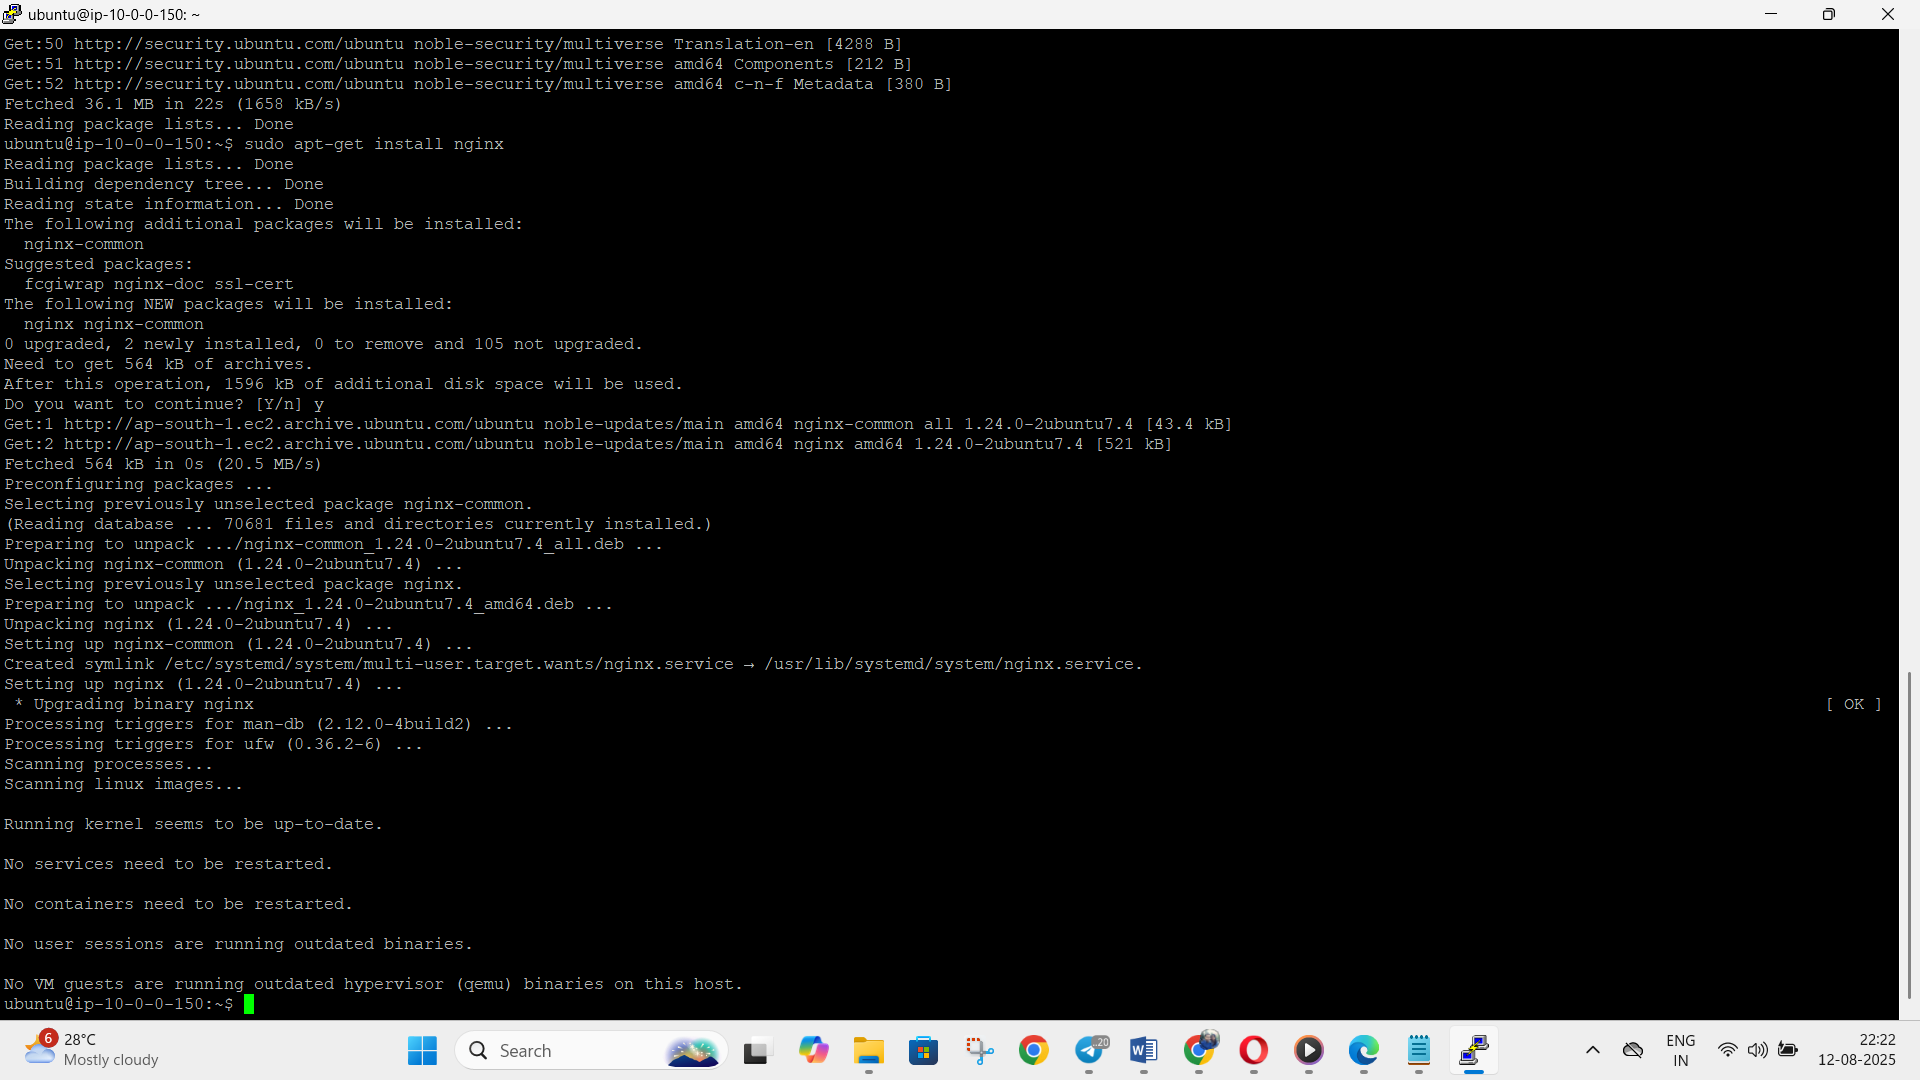 ubuntu@ip-10-0-0-150: ~
Get:50 http://security.ubuntu.com/ubuntu noble-security/multiverse Translation-en [4288 B]
Get:51 http://security.ubuntu.com/ubuntu noble-security/multiverse amd64 Components [212 B]
Get:52 http://security.ubuntu.com/ubuntu noble-security/multiverse amd64 c-n-f Metadata [380 B]
Fetched 36.1 MB in 22s (1658 kB/s)
Reading package lists... Done
ubuntu@ip-10-0-0-150:~$ sudo apt-get install nginx
Reading package lists... Done
Building dependency tree... Done
Reading state information... Done
The following additional packages will be installed:
  nginx-common
Suggested packages:
  fcgiwrap nginx-doc ssl-cert
The following NEW packages will be installed:
  nginx nginx-common
0 upgraded, 2 newly installed, 0 to remove and 105 not upgraded.
Need to get 564 kB of archives.
After this operation, 1596 kB of additional disk space will be used.
Do you want to continue? [Y/n] y
Get:1 http://ap-south-1.ec2.archive.ubuntu.com/ubuntu noble-updates/main amd64 nginx-common all 1.24.0-2ubuntu7.4 [43.4 kB]
Get:2 http://ap-south-1.ec2.archive.ubuntu.com/ubuntu noble-updates/main amd64 nginx amd64 1.24.0-2ubuntu7.4 [521 kB]
Fetched 564 kB in 0s (20.5 MB/s)
Preconfiguring packages ...
Selecting previously unselected package nginx-common.
(Reading database ... 70681 files and directories currently installed.)
Preparing to unpack .../nginx-common_1.24.0-2ubuntu7.4_all.deb ...
Unpacking nginx-common (1.24.0-2ubuntu7.4) ...
Selecting previously unselected package nginx.
Preparing to unpack .../nginx_1.24.0-2ubuntu7.4_amd64.deb ...
Unpacking nginx (1.24.0-2ubuntu7.4) ...
Setting up nginx-common (1.24.0-2ubuntu7.4) ...
Created symlink /etc/systemd/system/multi-user.target.wants/nginx.service → /usr/lib/systemd/system/nginx.service.
Setting up nginx (1.24.0-2ubuntu7.4) ...
 * Upgrading binary nginx [ OK ]
Processing triggers for man-db (2.12.0-4build2) ...
Processing triggers for ufw (0.36.2-6) ...
Scanning processes...
Scanning linux images...
Running kernel seems to be up-to-date.
No services need to be restarted.
No containers need to be restarted.
No user sessions are running outdated binaries.
No VM guests are running outdated hypervisor (qemu) binaries on this host.
ubuntu@ip-10-0-0-150:~$
6
28°C
Mostly cloudy
Search
..20
W
ENG
IN
22:22
12-08-2025